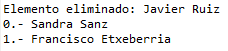 Elemento eliminado: Javier Ruiz
0.- Sandra Sanz
1.- Francisco Etxeberria